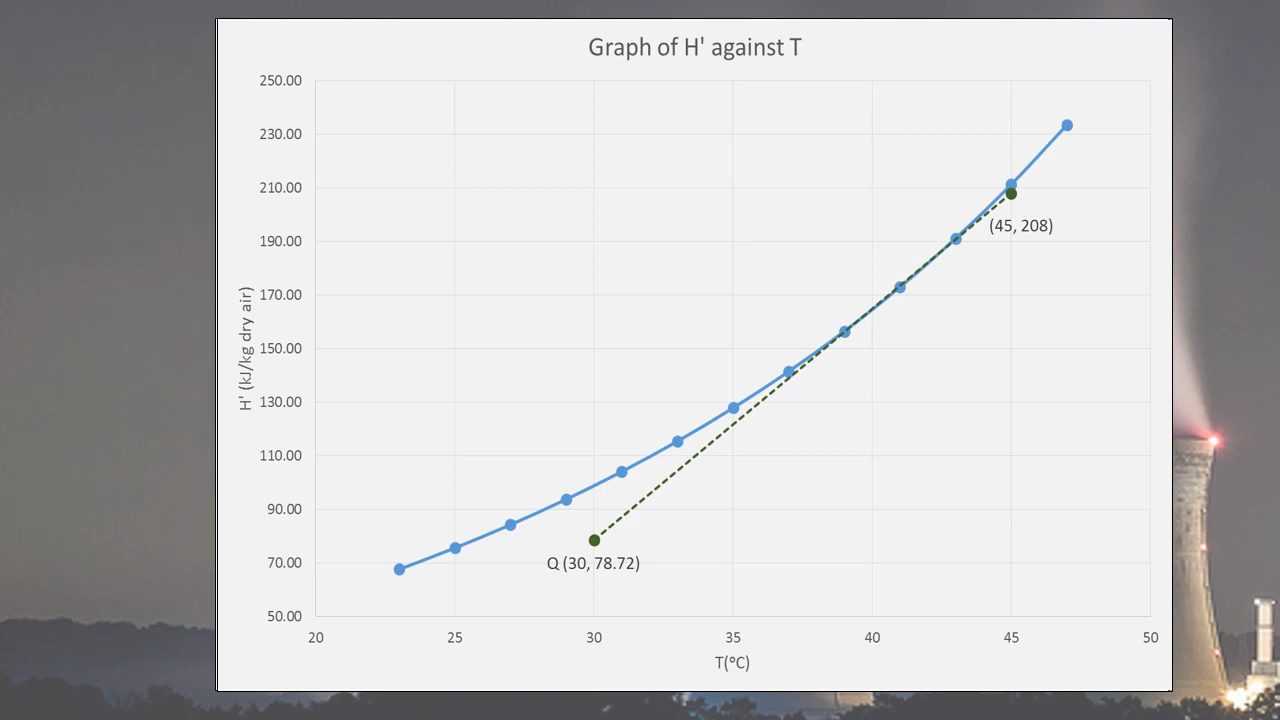 Graph of H' against T
250.00
230.00
210.00
190.00
170.00
150.00
130.00
110.00
90.00
70.00
50.00
H' (kJ/kg dry air)
(45, 208)
Q (30, 78.72)
20 25 30 35 40 45 50
T(ºC)